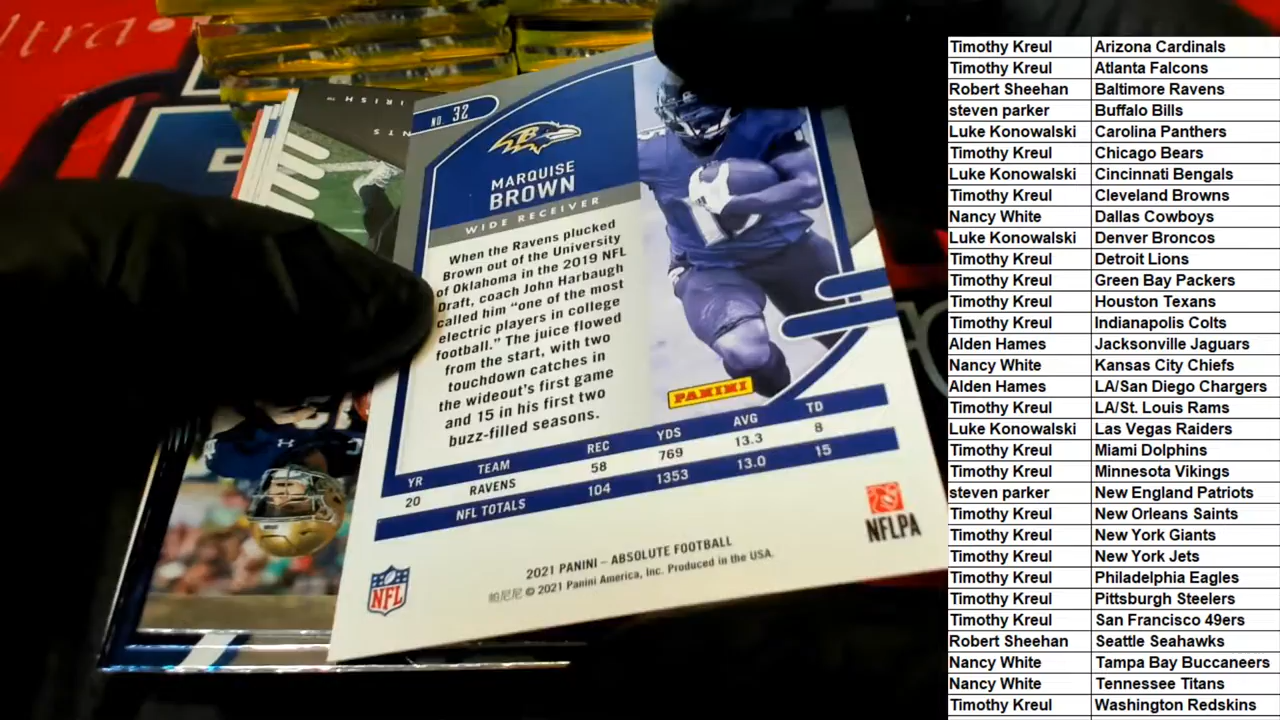 ltra
NO. 32
MARQUISE
BROWN
WIDE RECEIVER
When the Ravens plucked
Brown out of the University
of Oklahoma in the 2019 NFL
Draft, coach John Harbaugh
called him "one of the most
electric players in college
football." The juice flowed
from the start, with two
touchdown catches in
the wideout's first game
and 15 in his first two
buzz-filled seasons.
PANINI
YR TEAM REC YDS AVG TD
20 RAVENS 58 769 13.3 8
NFL TOTALS 104 1353 13.0 15
NFL
NFLPA
2021 PANINI – ABSOLUTE FOOTBALL
帕尼尼 © 2021 Panini America, Inc. Produced in the USA.
IRISH
Timothy Kreul Arizona Cardinals
Timothy Kreul Atlanta Falcons
Robert Sheehan Baltimore Ravens
steven parker Buffalo Bills
Luke Konowalski Carolina Panthers
Timothy Kreul Chicago Bears
Luke Konowalski Cincinnati Bengals
Timothy Kreul Cleveland Browns
Nancy White Dallas Cowboys
Luke Konowalski Denver Broncos
Timothy Kreul Detroit Lions
Timothy Kreul Green Bay Packers
Timothy Kreul Houston Texans
Timothy Kreul Indianapolis Colts
Alden Hames Jacksonville Jaguars
Nancy White Kansas City Chiefs
Alden Hames LA/San Diego Chargers
Timothy Kreul LA/St. Louis Rams
Luke Konowalski Las Vegas Raiders
Timothy Kreul Miami Dolphins
Timothy Kreul Minnesota Vikings
steven parker New England Patriots
Timothy Kreul New Orleans Saints
Timothy Kreul New York Giants
Timothy Kreul New York Jets
Timothy Kreul Philadelphia Eagles
Timothy Kreul Pittsburgh Steelers
Timothy Kreul San Francisco 49ers
Robert Sheehan Seattle Seahawks
Nancy White Tampa Bay Buccaneers
Nancy White Tennessee Titans
Timothy Kreul Washington Redskins